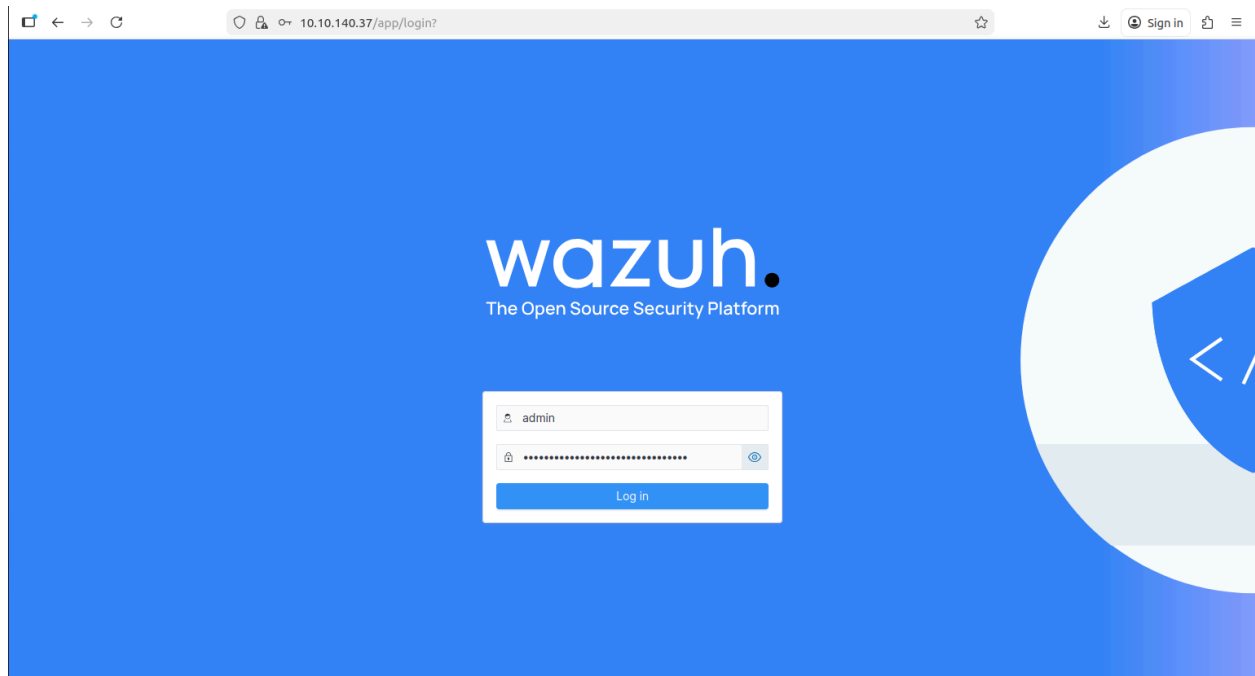 10.10.140.37/app/login?
Sign in
wazuh.
The Open Source Security Platform
admin
••••••••••••••••••••••••••••••••
Log in